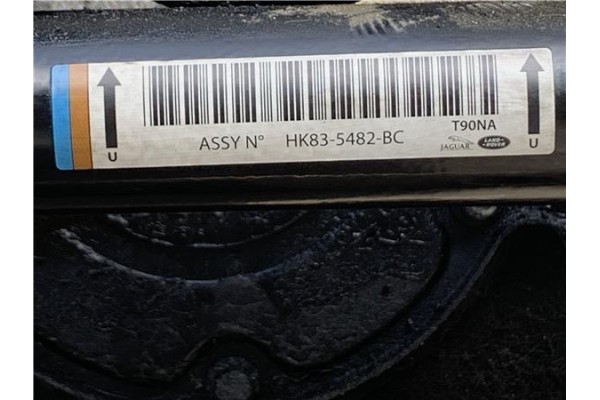 T90NA
ASSY N° HK83-5482-BC
JAGUAR
LAND-
ROVER
U
U